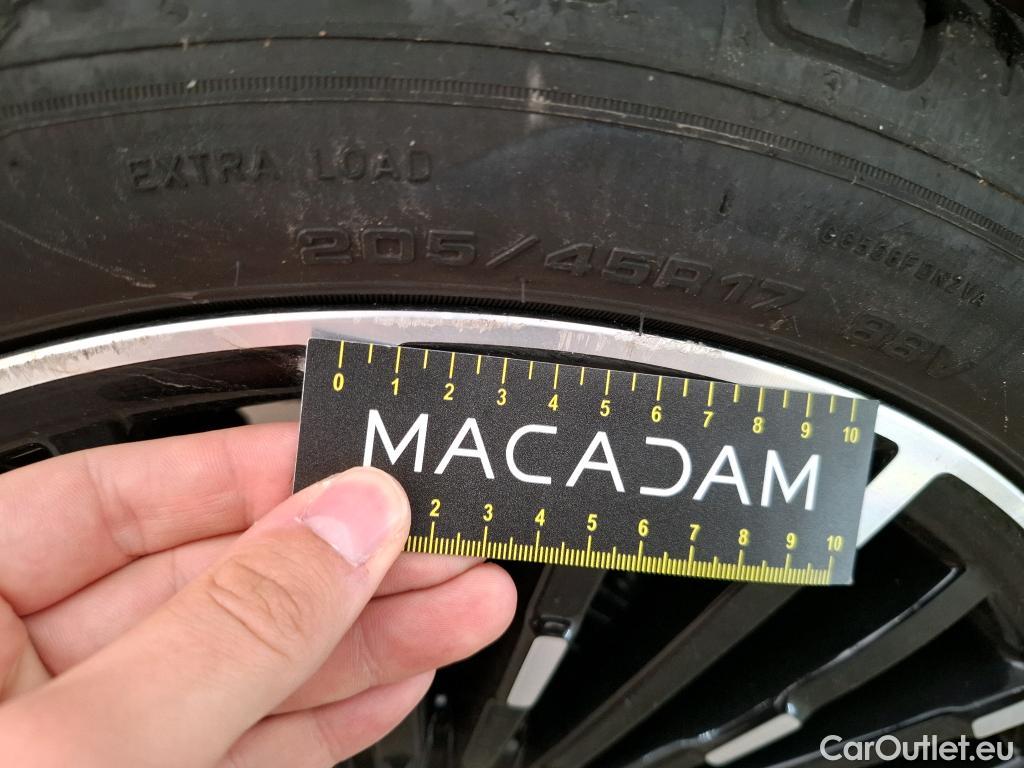 EXTRA LOAD
205/45R17
88V
0 1 2 3 4 5 6 7 8 9 10
MACADAM
2 3 4 5 6 7 8 9 10
CarOutlet.eu